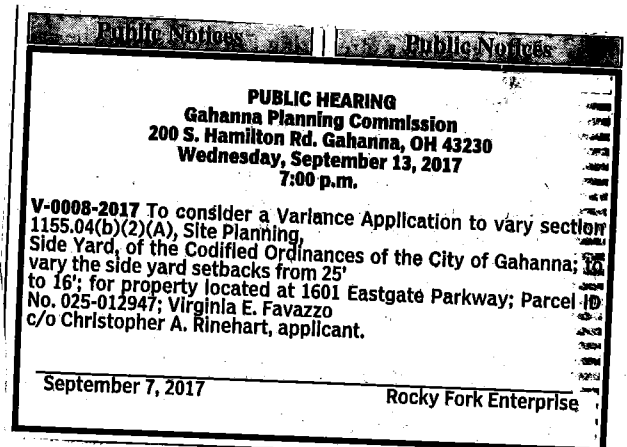 Public Notices
Public Notices
PUBLIC HEARING
Gahanna Planning Commission
200 S. Hamilton Rd. Gahanna, OH 43230
Wednesday, September 13, 2017
7:00 p.m.
V-0008-2017 To consider a Variance Application to vary section
1155.04(b)(2)(A), Site Planning,
Side Yard, of the Codified Ordinances of the City of Gahanna; to
vary the side yard setbacks from 25'
to 16'; for property located at 1601 Eastgate Parkway; Parcel ID
No. 025-012947; Virginia E. Favazzo
c/o Christopher A. Rinehart, applicant.
September 7, 2017
Rocky Fork Enterprise